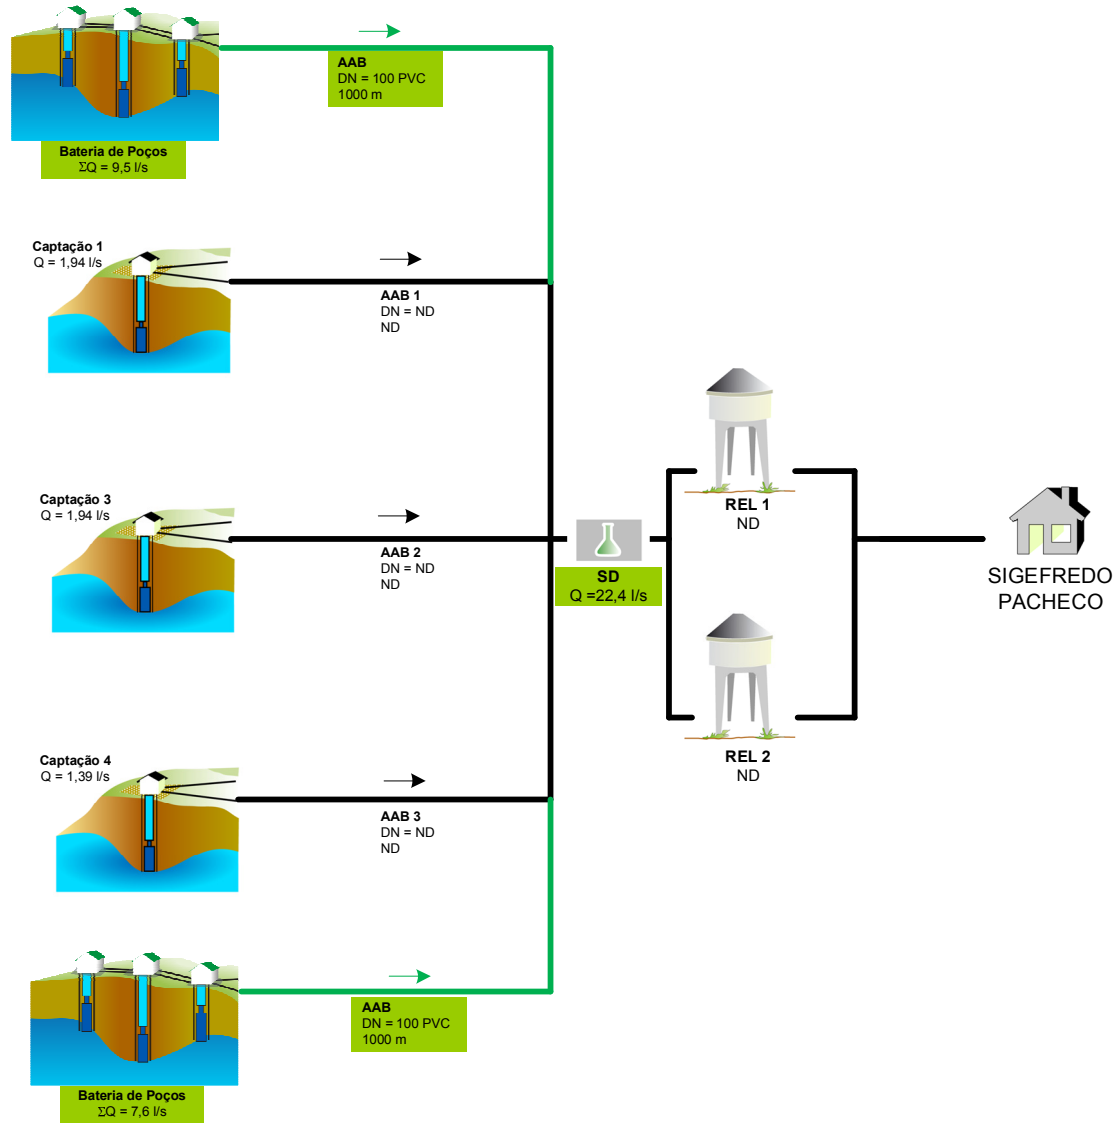 AAB
DN = 100 PVC
1000 m
Bateria de Poços
ΣQ = 9,5 l/s
Captação 1
Q = 1,94 l/s
AAB 1
DN = ND
ND
Captação 3
Q = 1,94 l/s
AAB 2
DN = ND
ND
SD
Q =22,4 l/s
REL 1
ND
SIGEFREDO
PACHECO
REL 2
ND
Captação 4
Q = 1,39 l/s
AAB 3
DN = ND
ND
AAB
DN = 100 PVC
1000 m
Bateria de Poços
ΣQ = 7,6 l/s